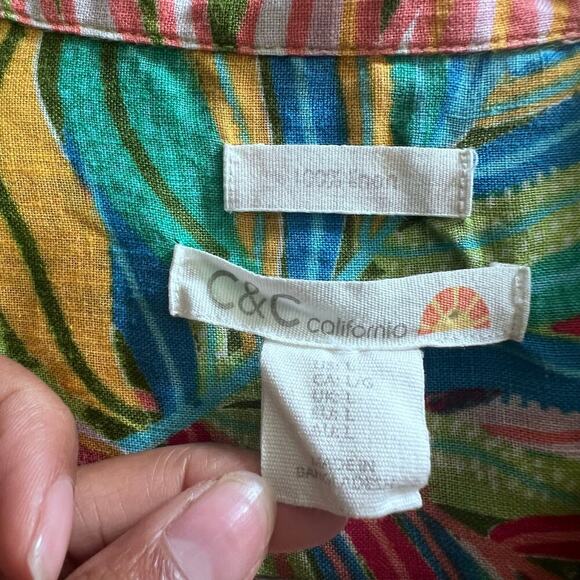 100% Linen
C&C california
US: L
CA: L/G
UK: L
EU: L
AU: L
MADE IN
BANGLADESH